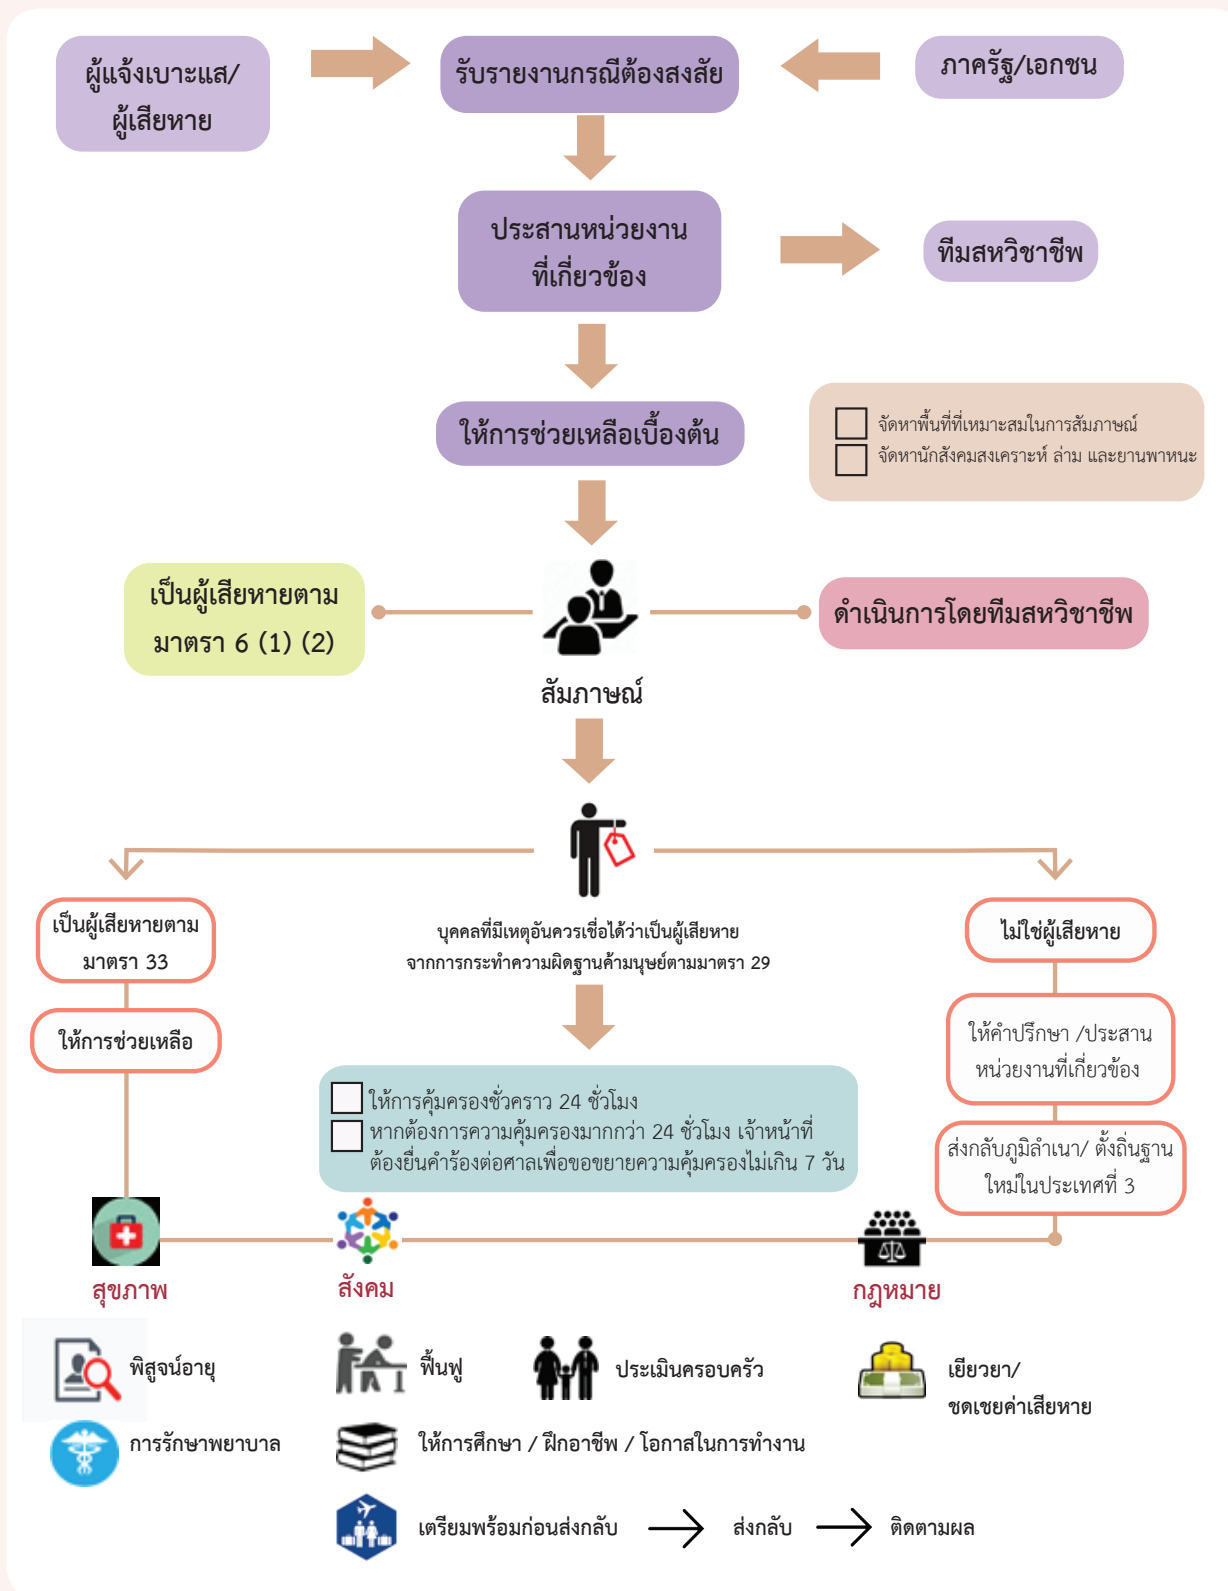 ผู้แจ้งเบาะแส/
ผู้เสียหาย
รับรายงานกรณีต้องสงสัย
ภาครัฐ/เอกชน
ประสานหน่วยงาน
ที่เกี่ยวข้อง
ทีมสหวิชาชีพ
ให้การช่วยเหลือเบื้องต้น
จัดหาพื้นที่ที่เหมาะสมในการสัมภาษณ์
จัดหานักสังคมสงเคราะห์ ล่าม และยานพาหนะ
เป็นผู้เสียหายตาม
มาตรา 6 (1) (2)
ดำเนินการโดยทีมสหวิชาชีพ
สัมภาษณ์
บุคคลที่มีเหตุอันควรเชื่อได้ว่าเป็นผู้เสียหาย
จากการกระทำความผิดฐานค้ามนุษย์ตามมาตรา 29
เป็นผู้เสียหายตาม
มาตรา 33
ให้การช่วยเหลือ
ไม่ใช่ผู้เสียหาย
ให้คำปรึกษา /ประสาน
หน่วยงานที่เกี่ยวข้อง
ส่งกลับภูมิลำเนา/ ตั้งถิ่นฐาน
ใหม่ในประเทศที่ 3
ให้การคุ้มครองชั่วคราว 24 ชั่วโมง
หากต้องการความคุ้มครองมากกว่า 24 ชั่วโมง เจ้าหน้าที่
ต้องยื่นคำร้องต่อศาลเพื่อขอขยายความคุ้มครองไม่เกิน 7 วัน
สุขภาพ
สังคม
กฎหมาย
พิสูจน์อายุ
ฟื้นฟู
ประเมินครอบครัว
เยียวยา/
ชดเชยค่าเสียหาย
การรักษาพยาบาล
ให้การศึกษา / ฝึกอาชีพ / โอกาสในการทำงาน
เตรียมพร้อมก่อนส่งกลับ
ส่งกลับ
ติดตามผล